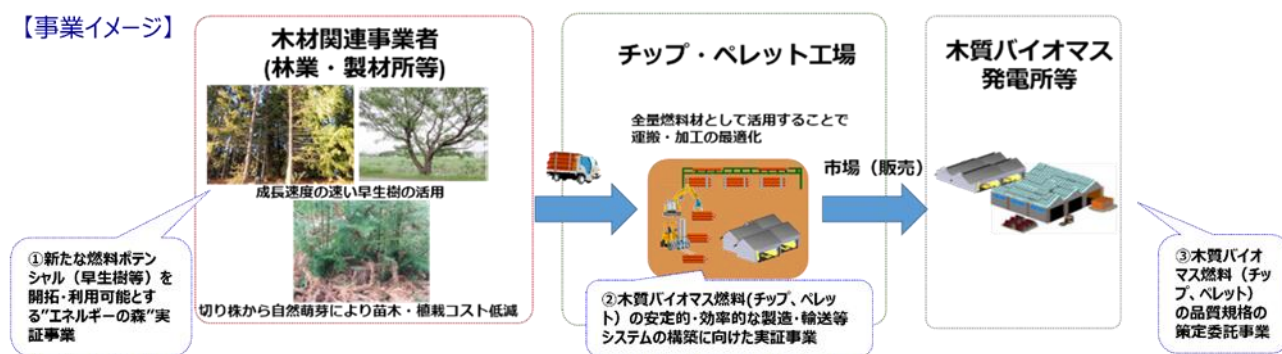 【事業イメージ】
木材関連事業者
(林業・製材所等)
成長速度の速い早生樹の活用
切り株から自然萌芽により苗木・植栽コスト低減
①新たな燃料ポテン
シャル（早生樹等）を
開拓・利用可能とす
る”エネルギーの森”実
証事業
チップ・ペレット工場
全量燃料材として活用することで
運搬・加工の最適化
②木質バイオマス燃料(チップ、ペレッ
ト）の安定的・効率的な製造・輸送等
システムの構築に向けた実証事業
市場（販売）
木質バイオマス
発電所等
③木質バイオ
マス燃料（チッ
プ、ペレット）
の品質規格の
策定委託事業